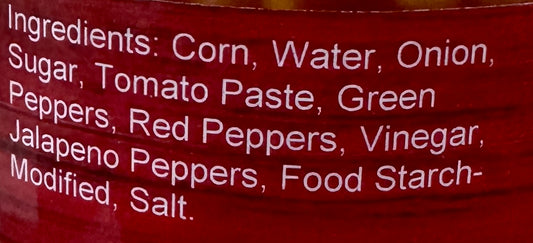 Ingredients: Corn, Water, Onion,
Sugar, Tomato Paste, Green
Peppers, Red Peppers, Vinegar,
Jalapeno Peppers, Food Starch-
Modified, Salt.